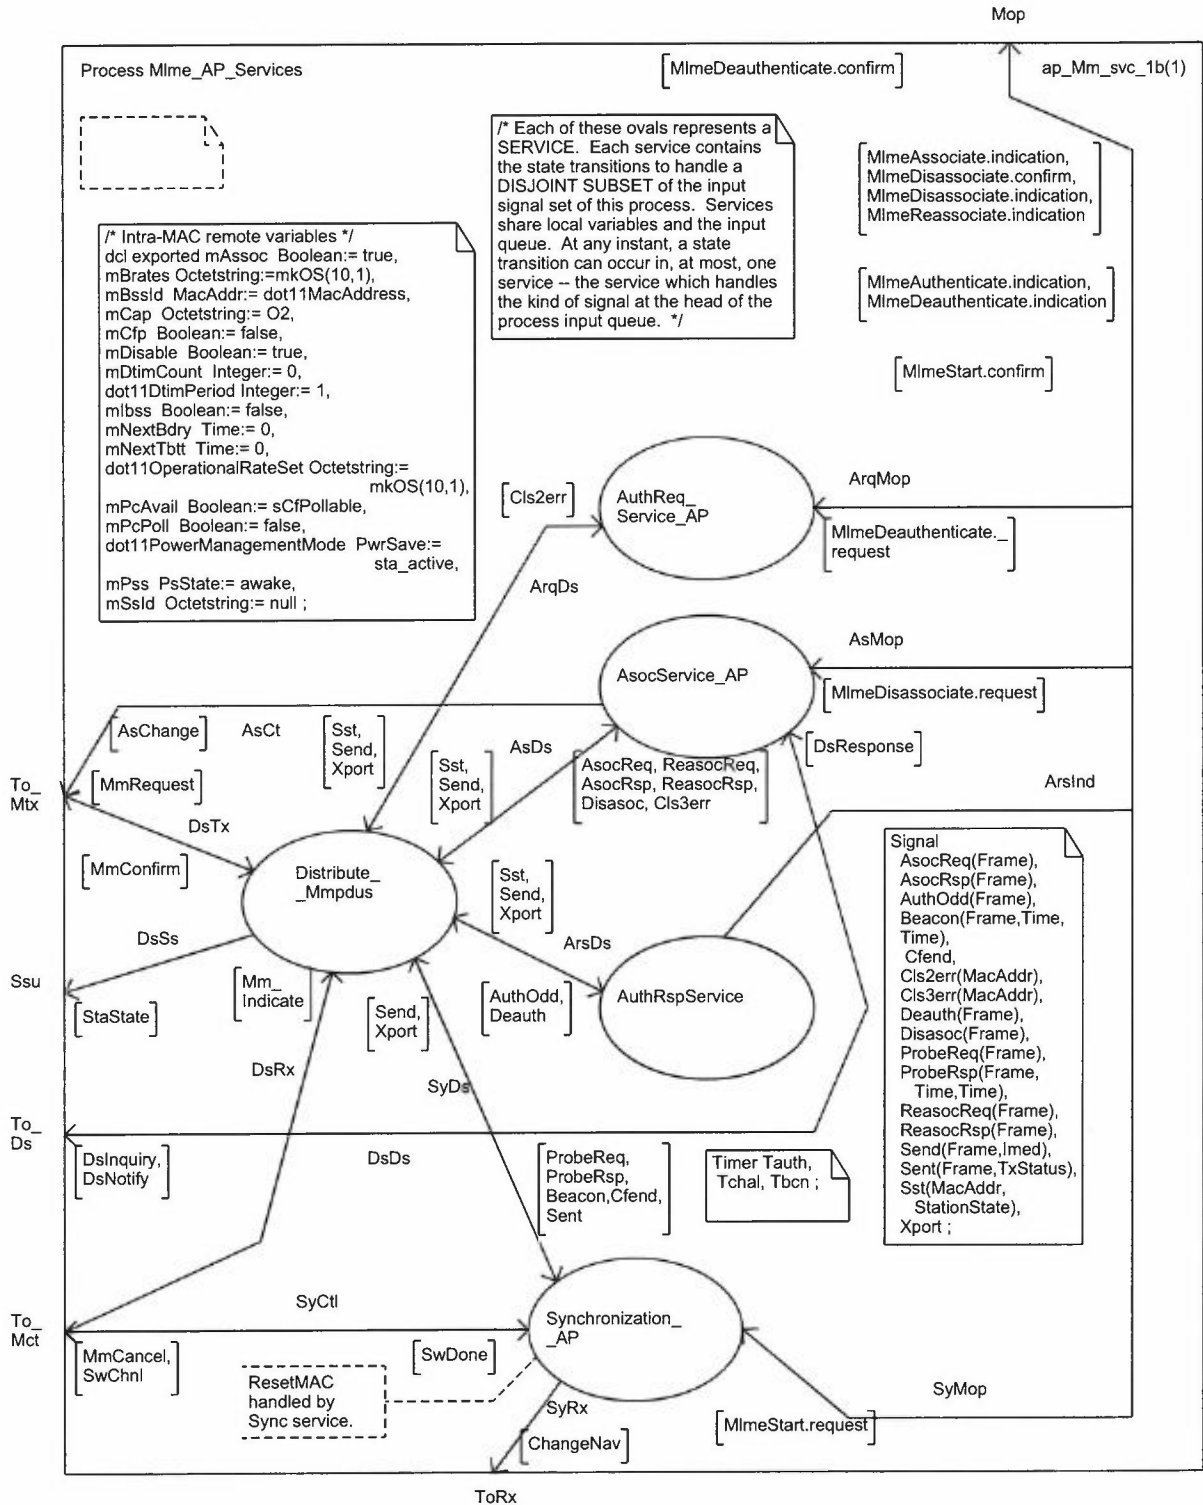 Mop
Process Mlme_AP_Services
MlmeDeauthenticate.confirm
ap_Mm_svc_1b(1)
/* Each of these ovals represents a
SERVICE. Each service contains
the state transitions to handle a
DISJOINT SUBSET of the input
signal set of this process. Services
share local variables and the input
queue. At any instant, a state
transition can occur in, at most, one
service -- the service which handles
the kind of signal at the head of the
process input queue. */
MlmeAssociate.indication,
MlmeDisassociate.confirm,
MlmeDisassociate.indication,
MlmeReassociate.indication
/* Intra-MAC remote variables */
dcl exported mAssoc Boolean:= true,
mBrates Octetstring:=mkOS(10,1),
mBssId MacAddr:= dot11MacAddress,
mCap Octetstring:= O2,
mCfp Boolean:= false,
mDisable Boolean:= true,
mDtimCount Integer:= 0,
dot11DtimPeriod Integer:= 1,
mIbss Boolean:= false,
mNextBdry Time:= 0,
mNextTbtt Time:= 0,
dot11OperationalRateSet Octetstring:=
mkOS(10,1),
mPcAvail Boolean:= sCfPollable,
mPcPoll Boolean:= false,
dot11PowerManagementMode PwrSave:=
sta_active,
mPss PsState:= awake,
mSsId Octetstring:= null ;
MlmeAuthenticate.indication,
MlmeDeauthenticate.indication
MlmeStart.confirm
Cls2err
AuthReq_
Service_AP
ArqMop
MlmeDeauthenticate._
request
ArqDs
AsMop
AsocService_AP
MlmeDisassociate.request
AsChange
AsCt
Sst,
Send,
Xport
AsDs
Sst,
Send,
Xport
AsocReq, ReasocReq,
AsocRsp, ReasocRsp,
Disasoc, Cls3err
DsResponse
ArsInd
To_
Mtx
MmRequest
DsTx
MmConfirm
Distribute_
_Mmpdus
Sst,
Send,
Xport
Signal
AsocReq(Frame),
AsocRsp(Frame),
AuthOdd(Frame),
Beacon(Frame,Time,
Time),
Cfend,
Cls2err(MacAddr),
Cls3err(MacAddr),
Deauth(Frame),
Disasoc(Frame),
ProbeReq(Frame),
ProbeRsp(Frame,
Time,Time),
ReasocReq(Frame),
ReasocRsp(Frame),
Send(Frame,Imed),
Sent(Frame,TxStatus),
Sst(MacAddr,
StationState),
Xport ;
DsSs
ArsDs
Ssu
StaState
Mm_
Indicate
Send,
Xport
AuthOdd,
Deauth
AuthRspService
DsRx
SyDs
To_
Ds
DsInquiry,
DsNotify
DsDs
ProbeReq,
ProbeRsp,
Beacon,Cfend,
Sent
Timer Tauth,
Tchal, Tbcn ;
To_
Mct
SyCtl
Synchronization_
_AP
MmCancel,
SwChnl
SwDone
ResetMAC
handled by
Sync service.
SyRx
ChangeNav
SyMop
MlmeStart.request
ToRx